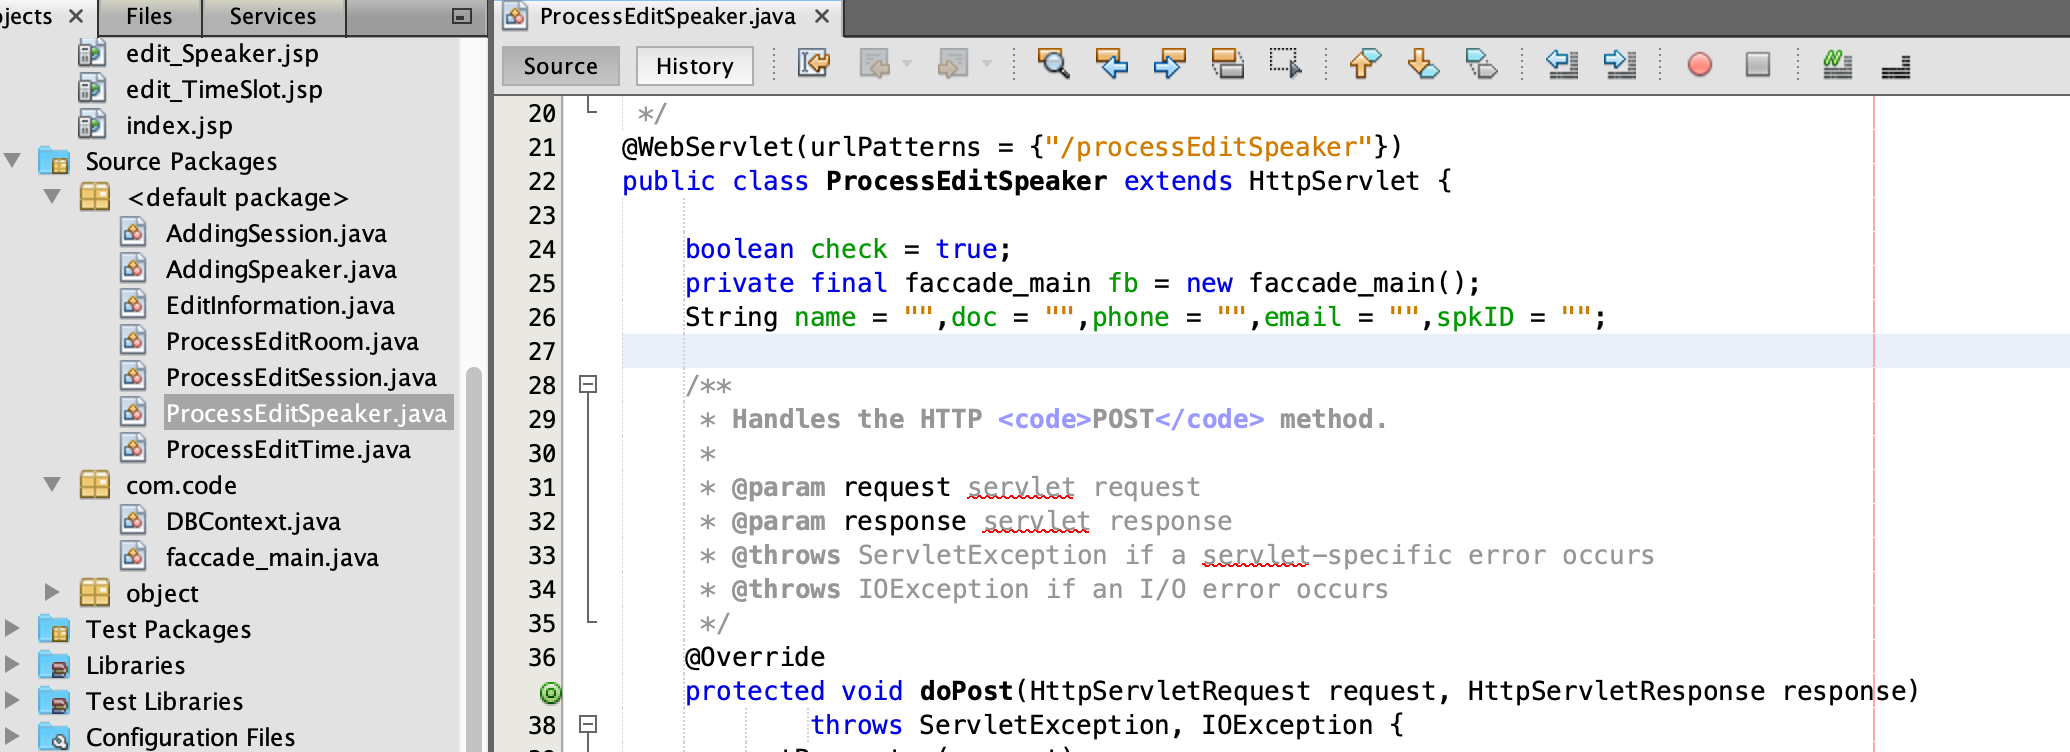 jects × Files Services
edit_Speaker.jsp
edit_TimeSlot.jsp
index.jsp
Source Packages
<default package>
AddingSession.java
AddingSpeaker.java
EditInformation.java
ProcessEditRoom.java
ProcessEditSession.java
ProcessEditSpeaker.java
ProcessEditTime.java
com.code
DBContext.java
faccade_main.java
object
Test Packages
Libraries
Test Libraries
Configuration Files
ProcessEditSpeaker.java ×
Source History
20 */
21 @WebServlet(urlPatterns = {"/processEditSpeaker"})
22 public class ProcessEditSpeaker extends HttpServlet {
23
24 boolean check = true;
25 private final faccade_main fb = new faccade_main();
26 String name = "",doc = "",phone = "",email = "",spkID = "";
27
28 /**
29 * Handles the HTTP <code>POST</code> method.
30 *
31 * @param request servlet request
32 * @param response servlet response
33 * @throws ServletException if a servlet-specific error occurs
34 * @throws IOException if an I/O error occurs
35 */
36 @Override
protected void doPost(HttpServletRequest request, HttpServletResponse response)
38 throws ServletException, IOException {